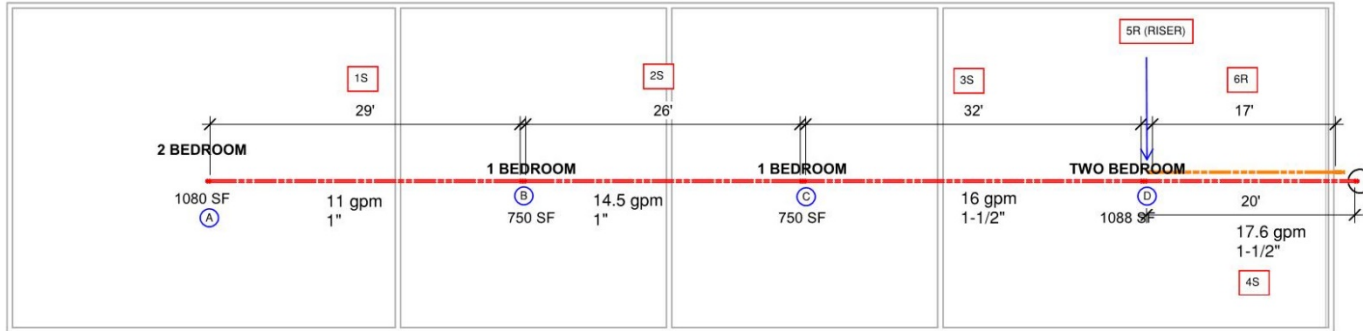 5R (RISER)
1S
2S
3S
6R
29'
26'
32'
17'
2 BEDROOM
1 BEDROOM
1 BEDROOM
TWO BEDROOM
1080 SF
A
11 gpm
1"
B
750 SF
14.5 gpm
1"
C
750 SF
16 gpm
1-1/2"
D
1088 SF
20'
17.6 gpm
1-1/2"
4S